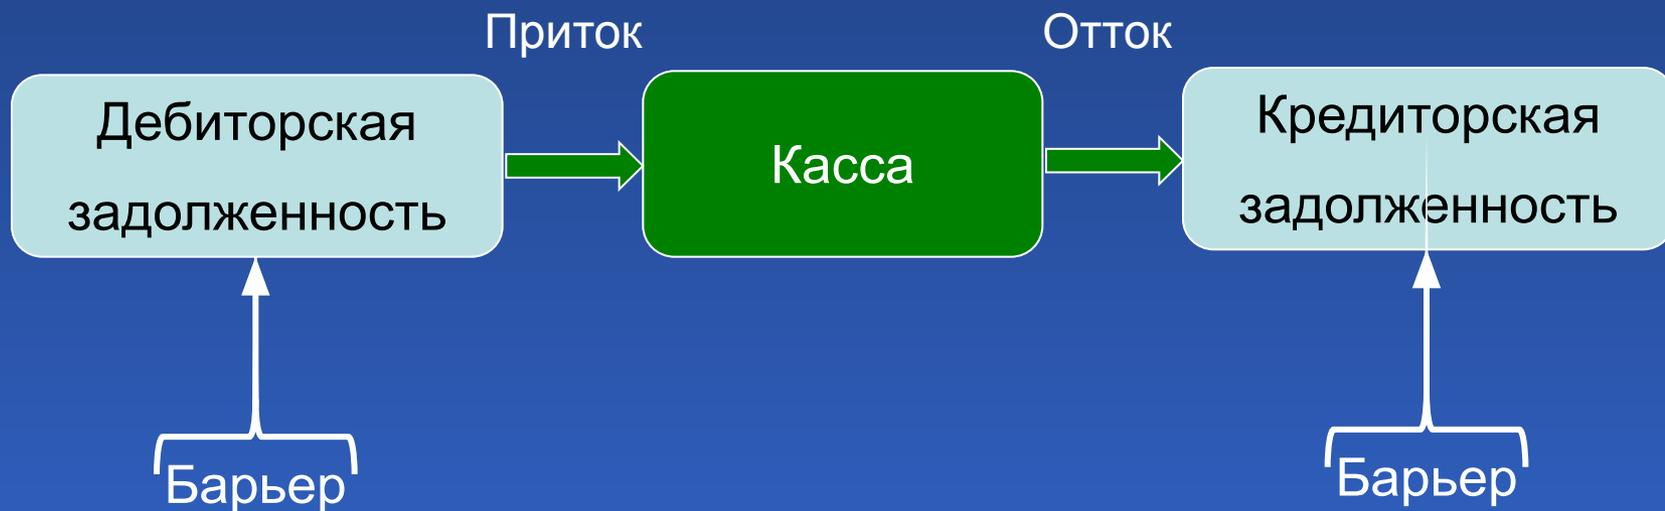 Приток
Отток
Дебиторская
задолженность
Касса
Кредиторская
задолженность
Барьер
Барьер